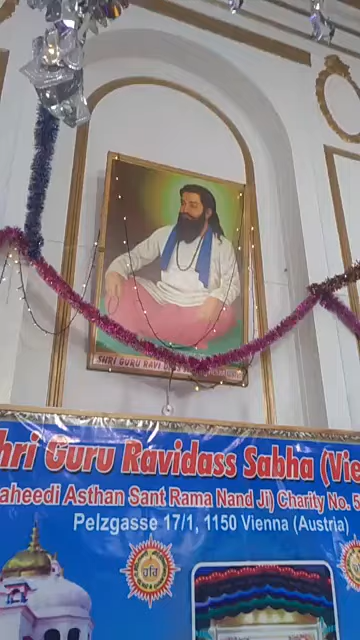 SHRI GURU RAVI
hri Guru Ravidass Sabha (Vie
aheedi Asthan Sant Rama Nand Ji) Charity No. 5
Pelzgasse 17/1, 1150 Vienna (Austria)
हरि